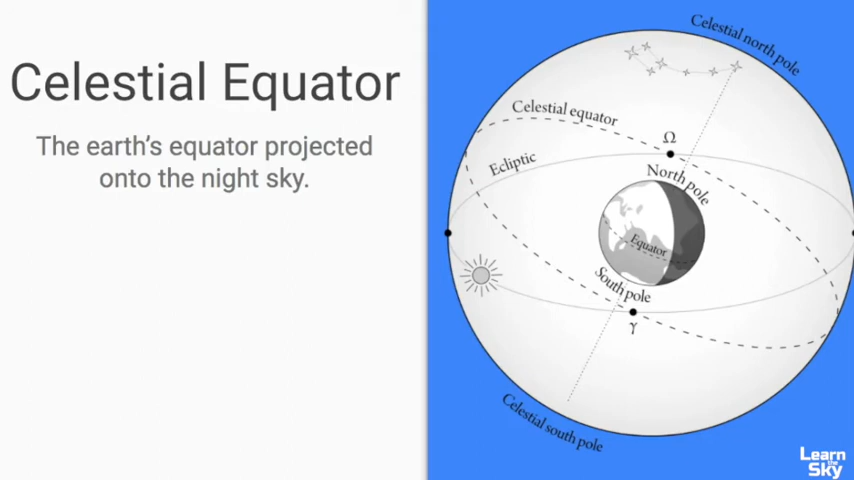 Celestial Equator
The earth's equator projected
onto the night sky.
Celestial north pole
Celestial equator
Ω
Ecliptic
North pole
Equator
South pole
γ
Celestial south pole
Learn
the
Sky